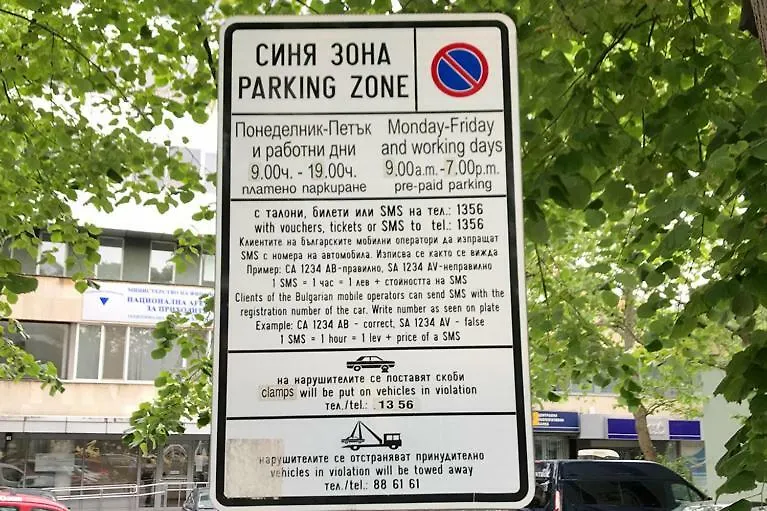 СИНЯ ЗОНА
PARKING ZONE
Понеделник-Петък
и работни дни
9.00ч. - 19.00ч.
платено паркиране
Monday-Friday
and working days
9.00a.m.-7.00p.m.
pre-paid parking
с талони, билети или SMS на тел.: 1356
with vouchers, tickets or SMS to tel.: 1356
Клиентите на българските мобилни оператори да изпращат
SMS с номера на автомобила. Изписва се както се вижда
Пример: СА 1234 АВ-правилно, SA 1234 AV-неправилно
1 SMS = 1 час = 1 лев + стойността на SMS
Clients of the Bulgarian mobile operators can send SMS with the
registration number of the car. Write number as seen on plate
Example: CA 1234 AB - correct, SA 1234 AV - false
1 SMS = 1 hour = 1 lev + price of a SMS
на нарушителите се поставят скоби
clamps will be put on vehicles in violation
тел./tel.: 13 56
нарушителите се отстраняват принудително
vehicles in violation will be towed away
тел./tel.: 88 61 61
МИНИСТЕРСТВО НА
НАЦИОНАЛНА
ЗА ПРИХОДИ